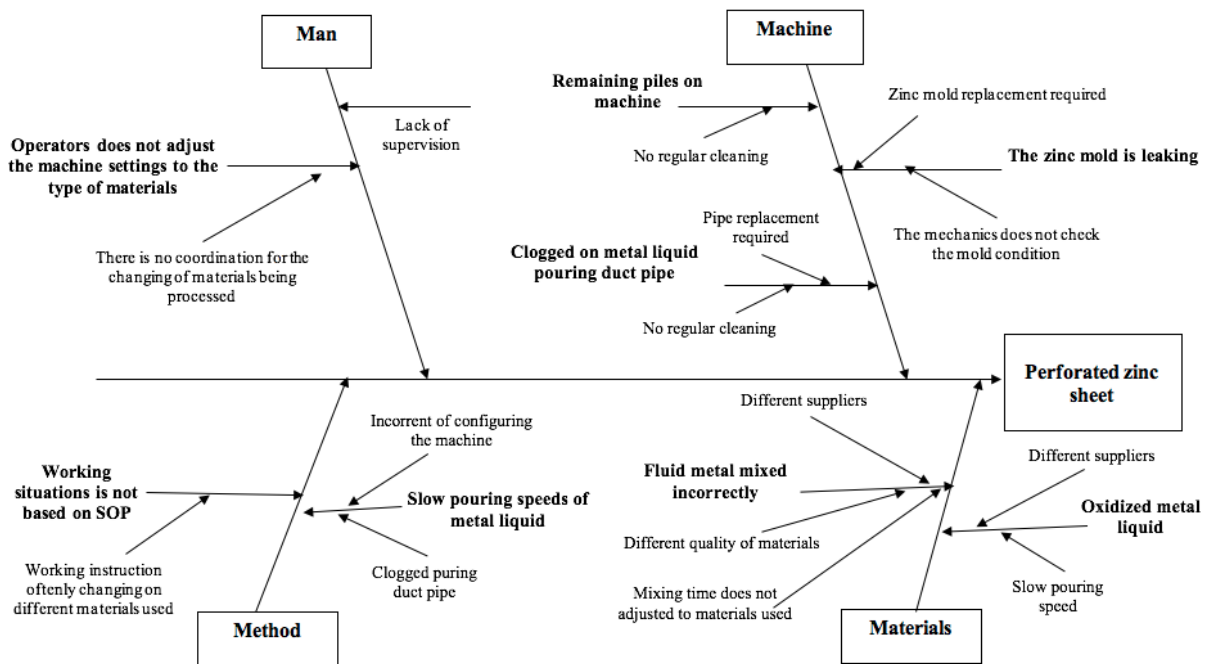 Man
Machine
Remaining piles on
machine
Zinc mold replacement required
Lack of
supervision
Operators does not adjust
the machine settings to the
type of materials
No regular cleaning
The zinc mold is leaking
There is no coordination for the
changing of materials being
processed
Pipe replacement
required
The mechanics does not check
the mold condition
Clogged on metal liquid
pouring duct pipe
No regular cleaning
Perforated zinc
sheet
Different suppliers
Incorrent of configuring
the machine
Working
situations is not
based on SOP
Slow pouring speeds of
metal liquid
Fluid metal mixed
incorrectly
Different suppliers
Oxidized metal
liquid
Different quality of materials
Working instruction
oftenly changing on
different materials used
Clogged puring
duct pipe
Mixing time does not
adjusted to materials used
Slow pouring
speed
Method
Materials